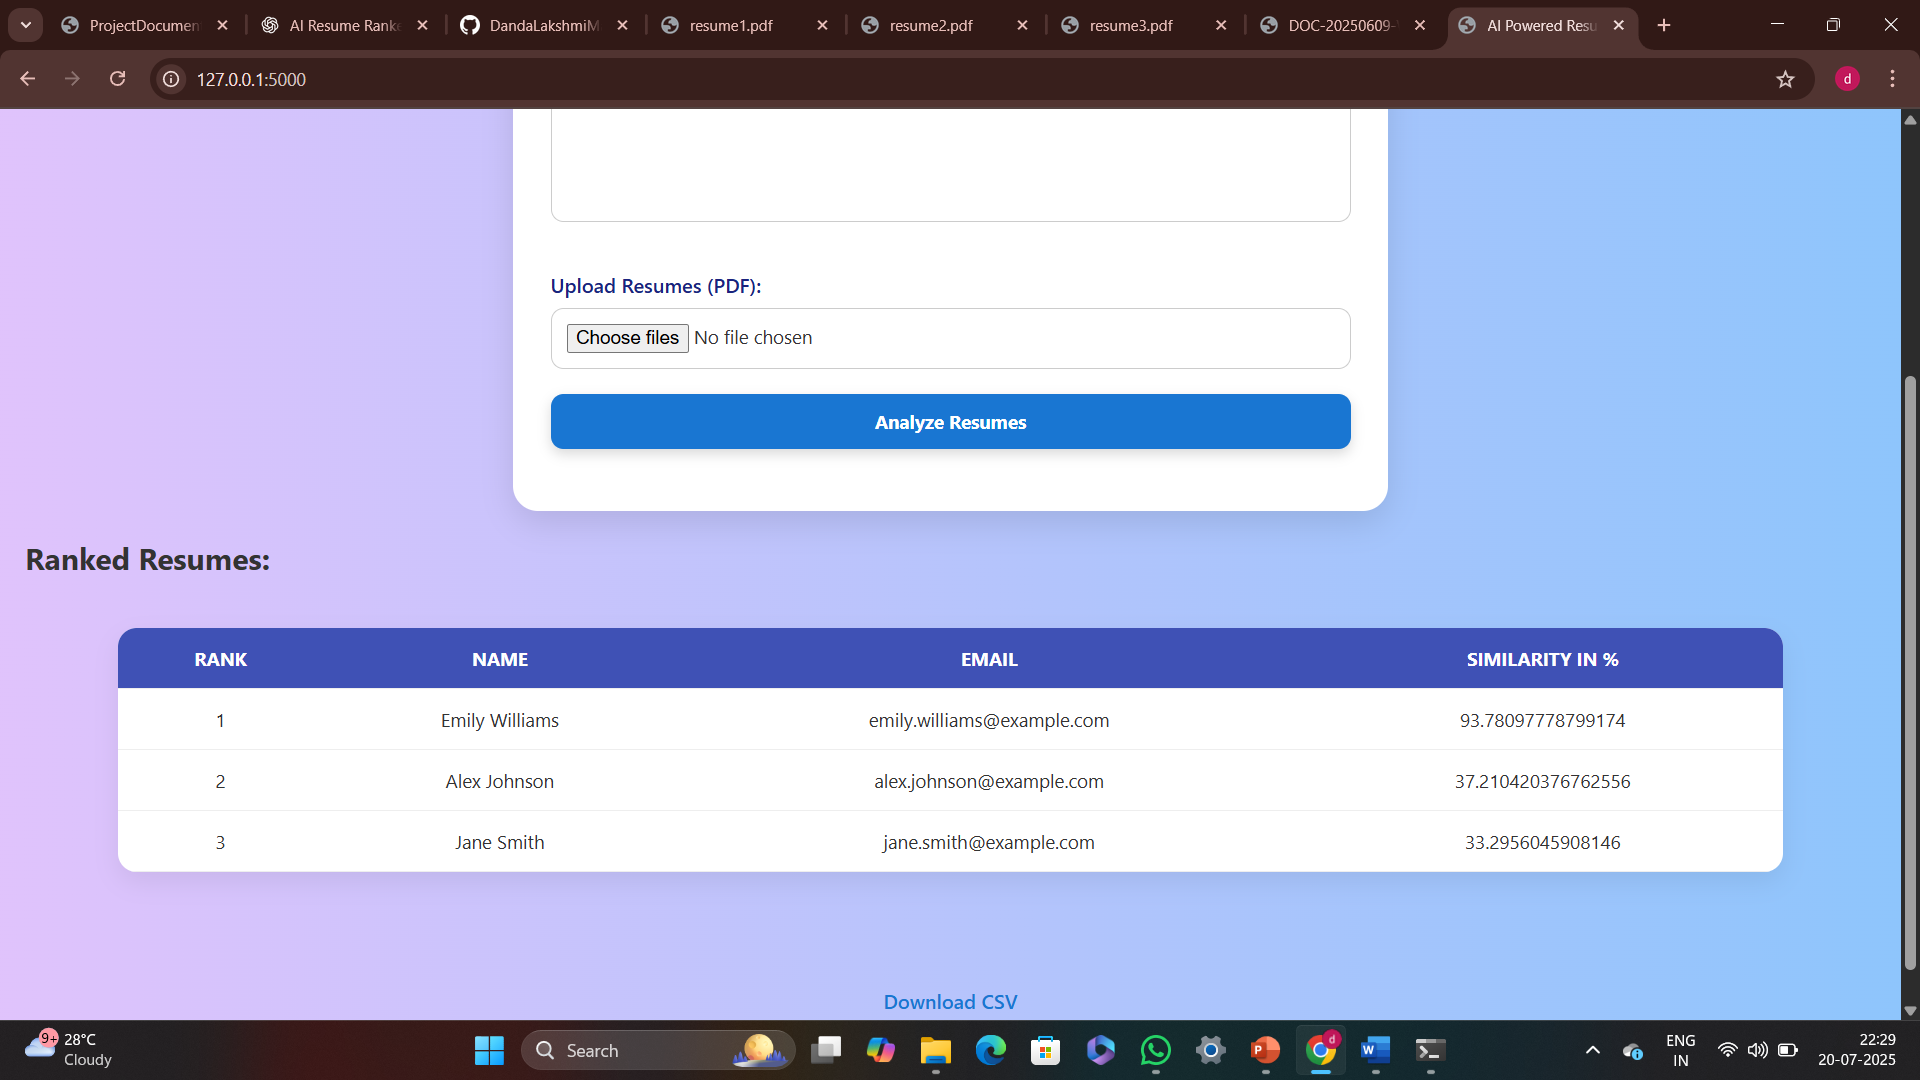 ProjectDocumen
AI Resume Ranke
DandaLakshmiM
resume1.pdf
resume2.pdf
resume3.pdf
DOC-20250609-
AI Powered Resu
127.0.0.1:5000
d
Upload Resumes (PDF):
Choose files No file chosen
Analyze Resumes
Ranked Resumes:
RANK NAME EMAIL SIMILARITY IN %
1 Emily Williams emily.williams@example.com 93.78097778799174
2 Alex Johnson alex.johnson@example.com 37.210420376762556
3 Jane Smith jane.smith@example.com 33.2956045908146
Download CSV
9+
28°C
Cloudy
Search
d
ENG
IN
22:29
20-07-2025